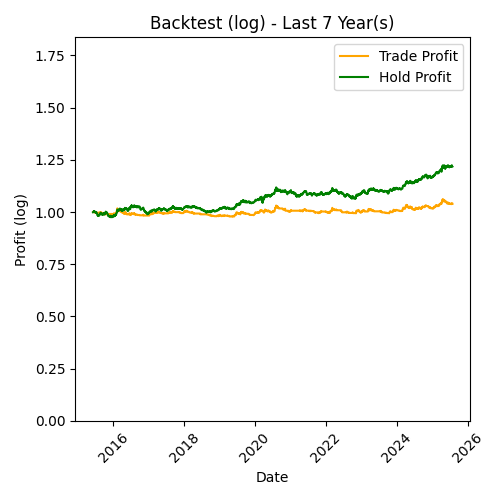 Backtest (log) - Last 7 Year(s)
Trade Profit
Hold Profit
Profit (log)
1.75
1.50
1.25
1.00
0.75
0.50
0.25
0.00
2016
2018
2020
2022
2024
2026
Date